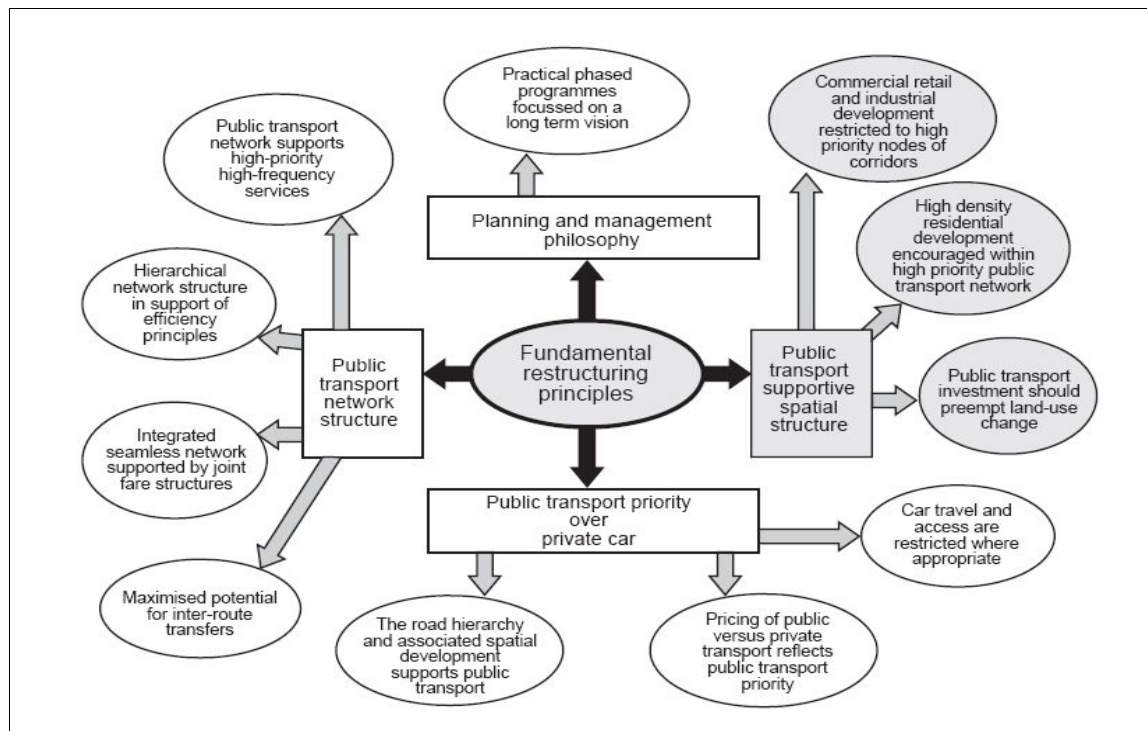 Practical phased
programmes
focussed on a
long term vision
Commercial retail
and industrial
development
restricted to high
priority nodes of
corridors
Public transport
network supports
high-priority
high-frequency
services
Planning and management
philosophy
High density
residential
development
encouraged within
high priority public
transport network
Hierarchical
network structure
in support of
efficiency
principles
Public
transport
network
structure
Fundamental
restructuring
principles
Public
transport
supportive
spatial
structure
Public transport
investment should
preempt land-use
change
Integrated
seamless network
supported by joint
fare structures
Public transport priority
over
private car
Car travel and
access are
restricted where
appropriate
Maximised potential
for inter-route
transfers
The road hierarchy
and associated spatial
development
supports public
transport
Pricing of public
versus private
transport reflects
public transport
priority